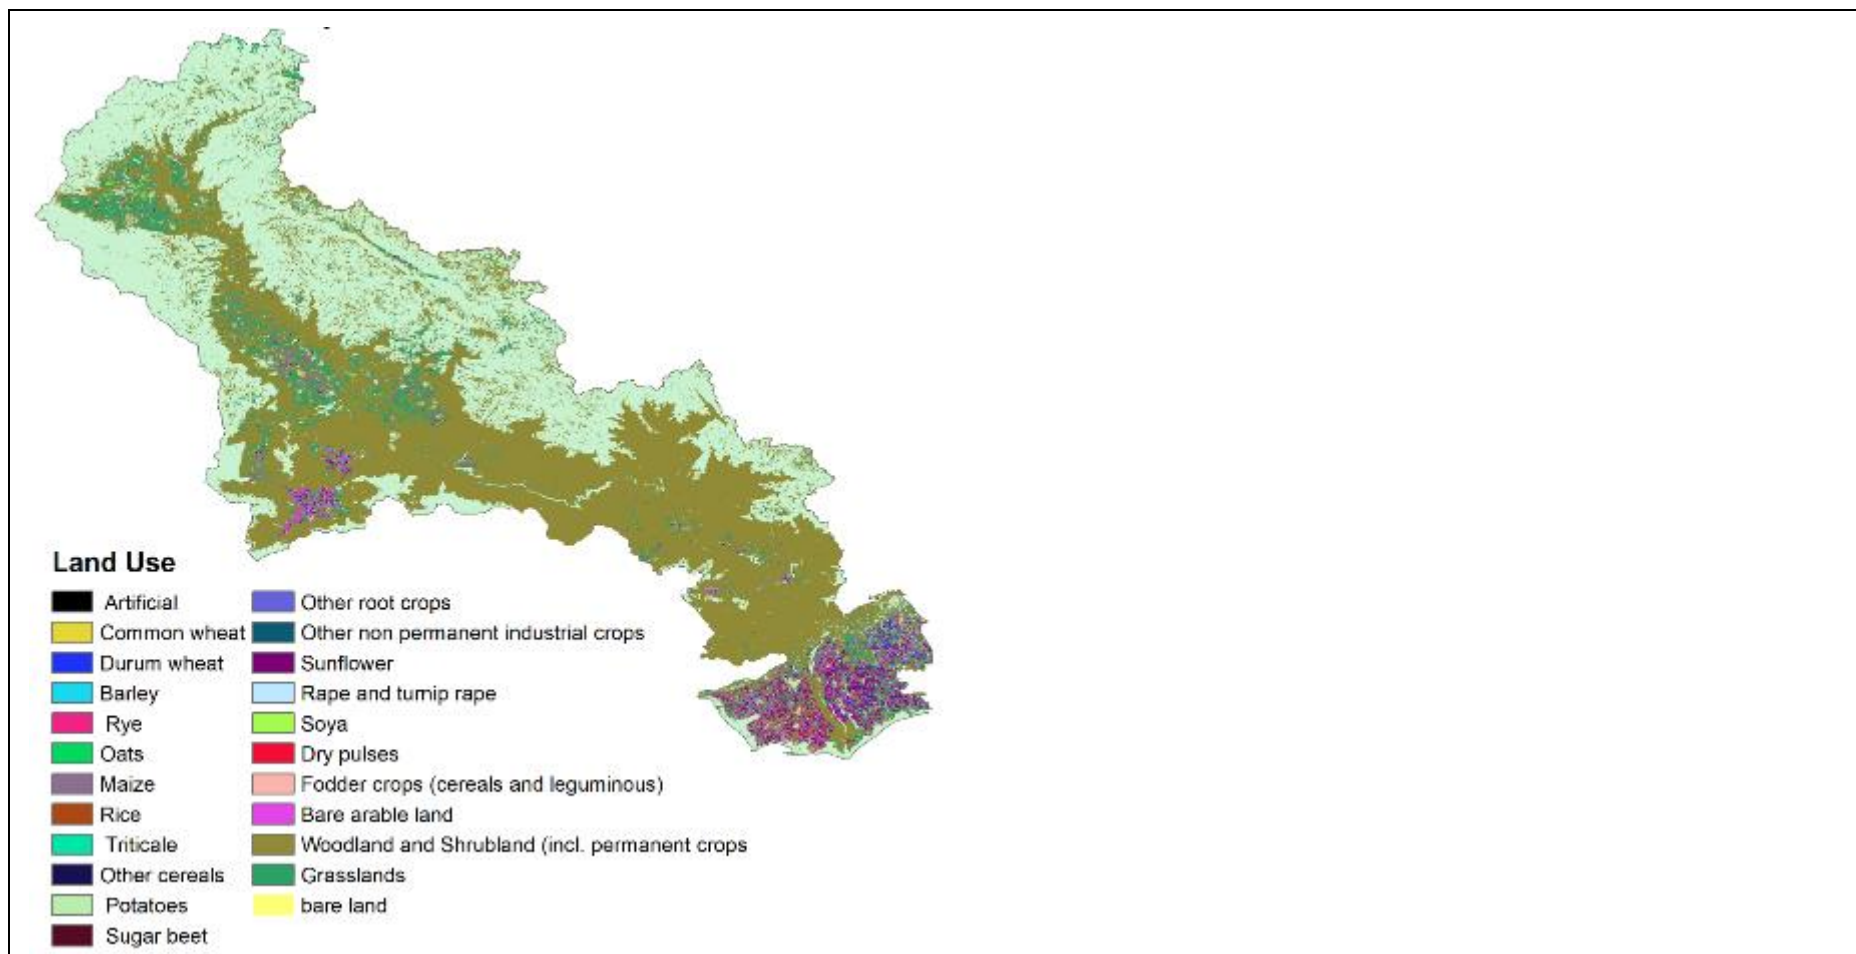 Land Use
Artificial
Common wheat
Durum wheat
Barley
Rye
Oats
Maize
Rice
Triticale
Other cereals
Potatoes
Sugar beet
Other root crops
Other non permanent industrial crops
Sunflower
Rape and turnip rape
Soya
Dry pulses
Fodder crops (cereals and leguminous)
Bare arable land
Woodland and Shrubland (incl. permanent crops
Grasslands
bare land